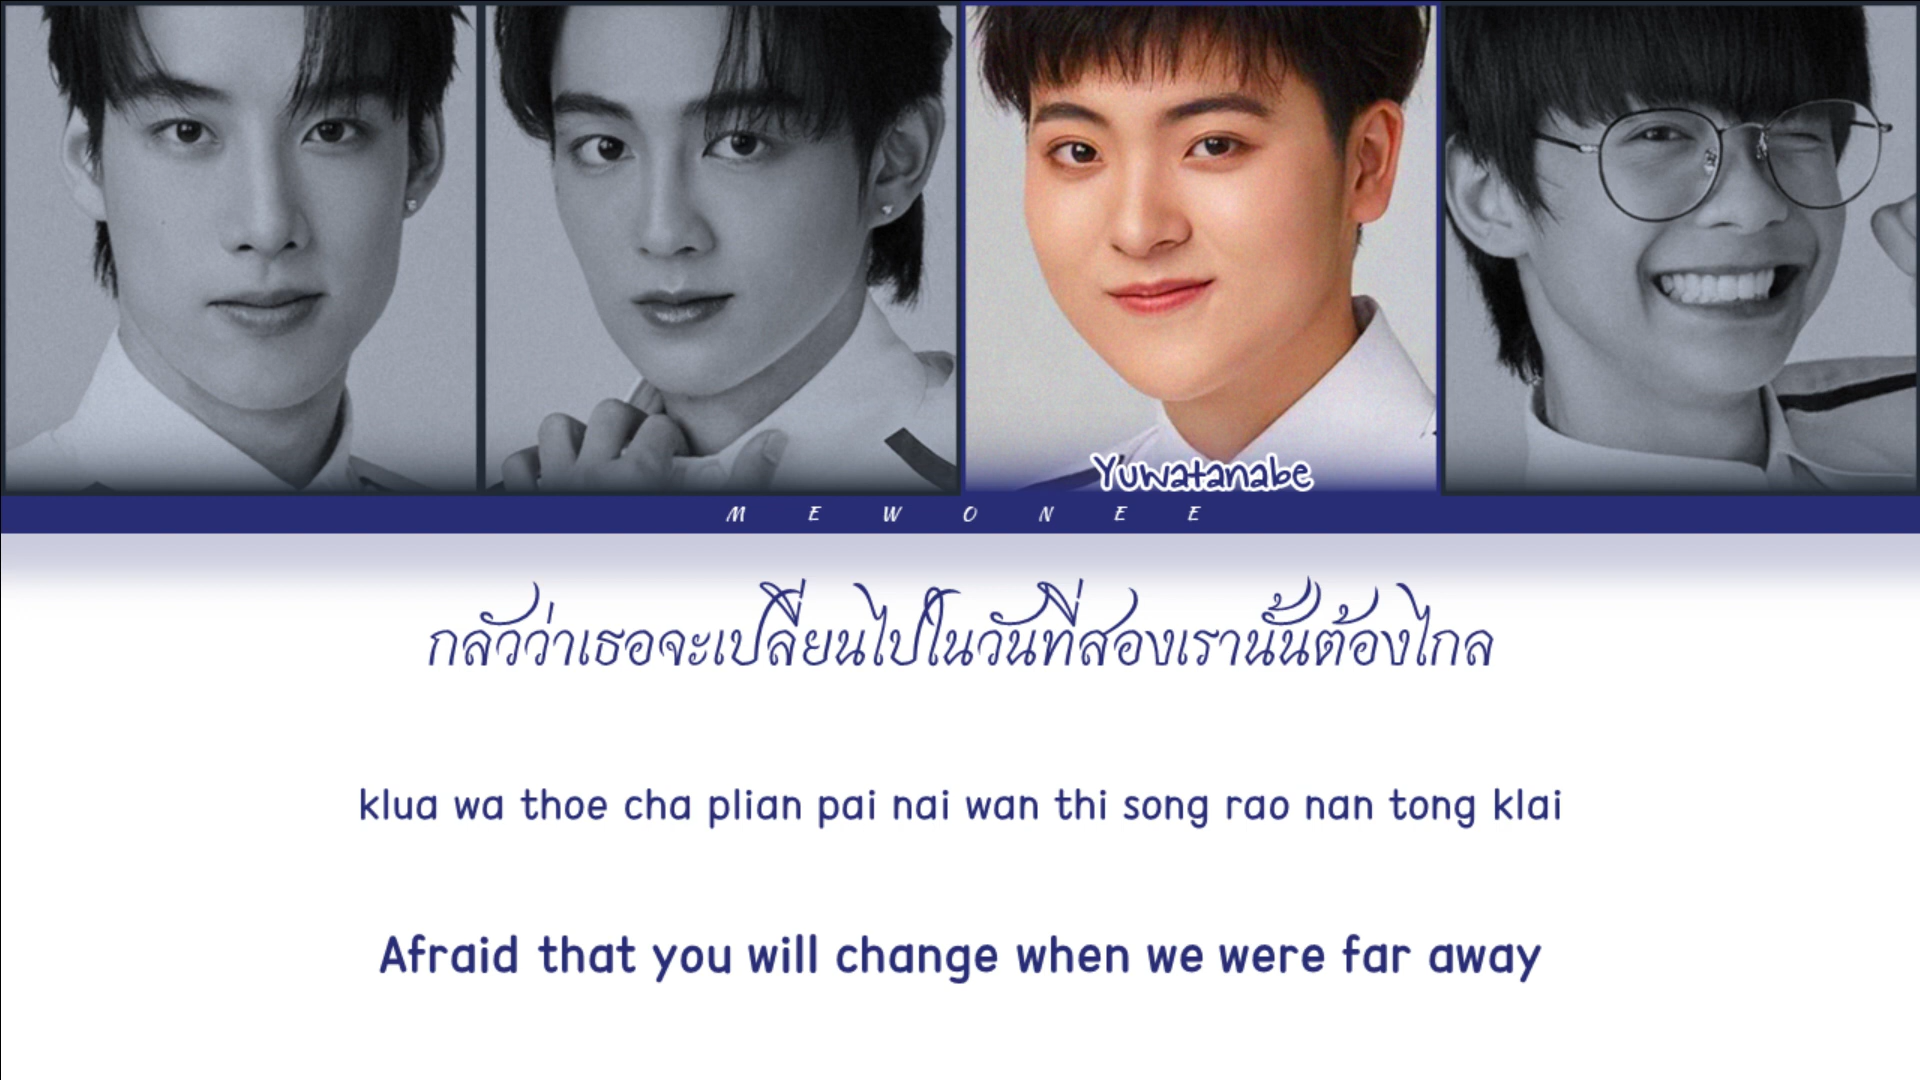 Yuwatanabe
M E W O N E E
กลัวว่าเธอจะเปลี่ยนไปในวันที่สองเรานั้นต้องไกล
klua wa thoe cha plian pai nai wan thi song rao nan tong klai
Afraid that you will change when we were far away